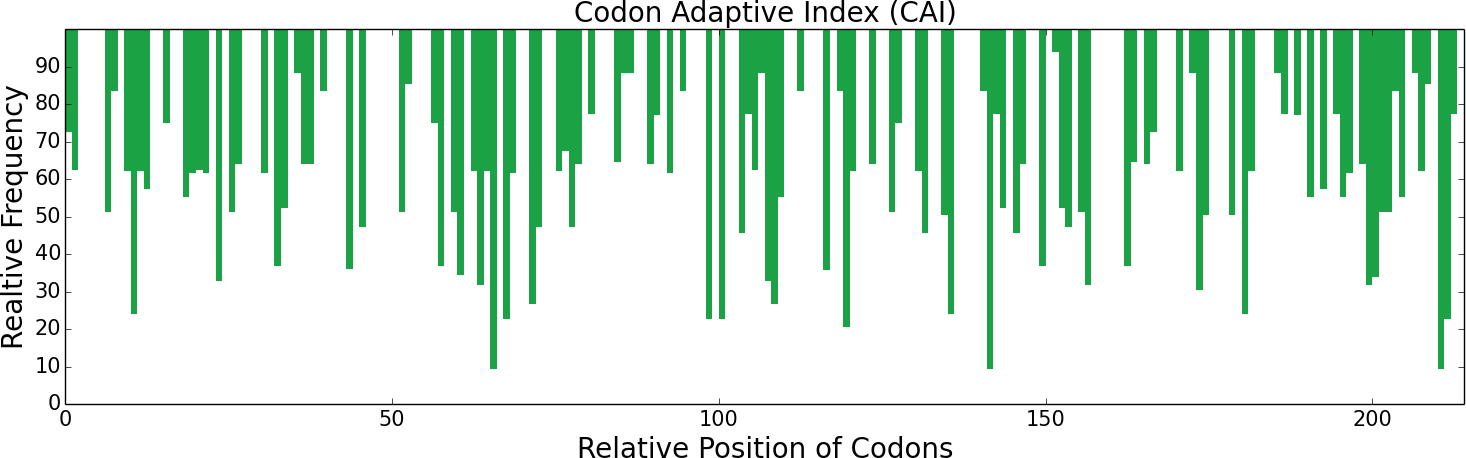 Codon Adaptive Index (CAI)
Realtive Frequency
90
80
70
60
50
40
30
20
10
0
0 50 100 150 200
Relative Position of Codons